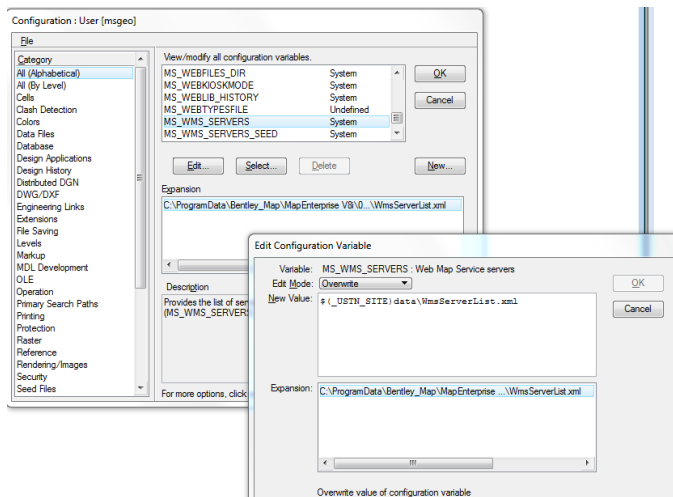 Configuration : User [msgeo]
File
Category
All (Alphabetical)
All (By Level)
Cells
Clash Detection
Colors
Data Files
Database
Design Applications
Design History
Distributed DGN
DWG/DXF
Engineering Links
Extensions
File Saving
Levels
Markup
MDL Development
OLE
Operation
Primary Search Paths
Printing
Protection
Raster
Reference
Rendering/Images
Security
Seed Files
View/modify all configuration variables.
MS_WEBFILES_DIR System
MS_WEBKIOSKMODE System
MS_WEBLIB_HISTORY System
MS_WEBTYPESFILE Undefined
MS_WMS_SERVERS System
MS_WMS_SERVERS_SEED System
OK
Cancel
Edit... Select... Delete New...
Expansion
C:\ProgramData\Bentley_Map\MapEnterprise V8i\0...\WmsServerList.xml
Description
Provides the list of ser
(MS_WMS_SERVERS
For more options, click
Edit Configuration Variable
Variable: MS_WMS_SERVERS : Web Map Service servers
Edit Mode: Overwrite
New Value: $(_USTN_SITE)data\WmsServerList.xml
OK
Cancel
Expansion: C:\ProgramData\Bentley_Map\MapEnterprise ...\WmsServerList.xml
Overwrite value of configuration variable